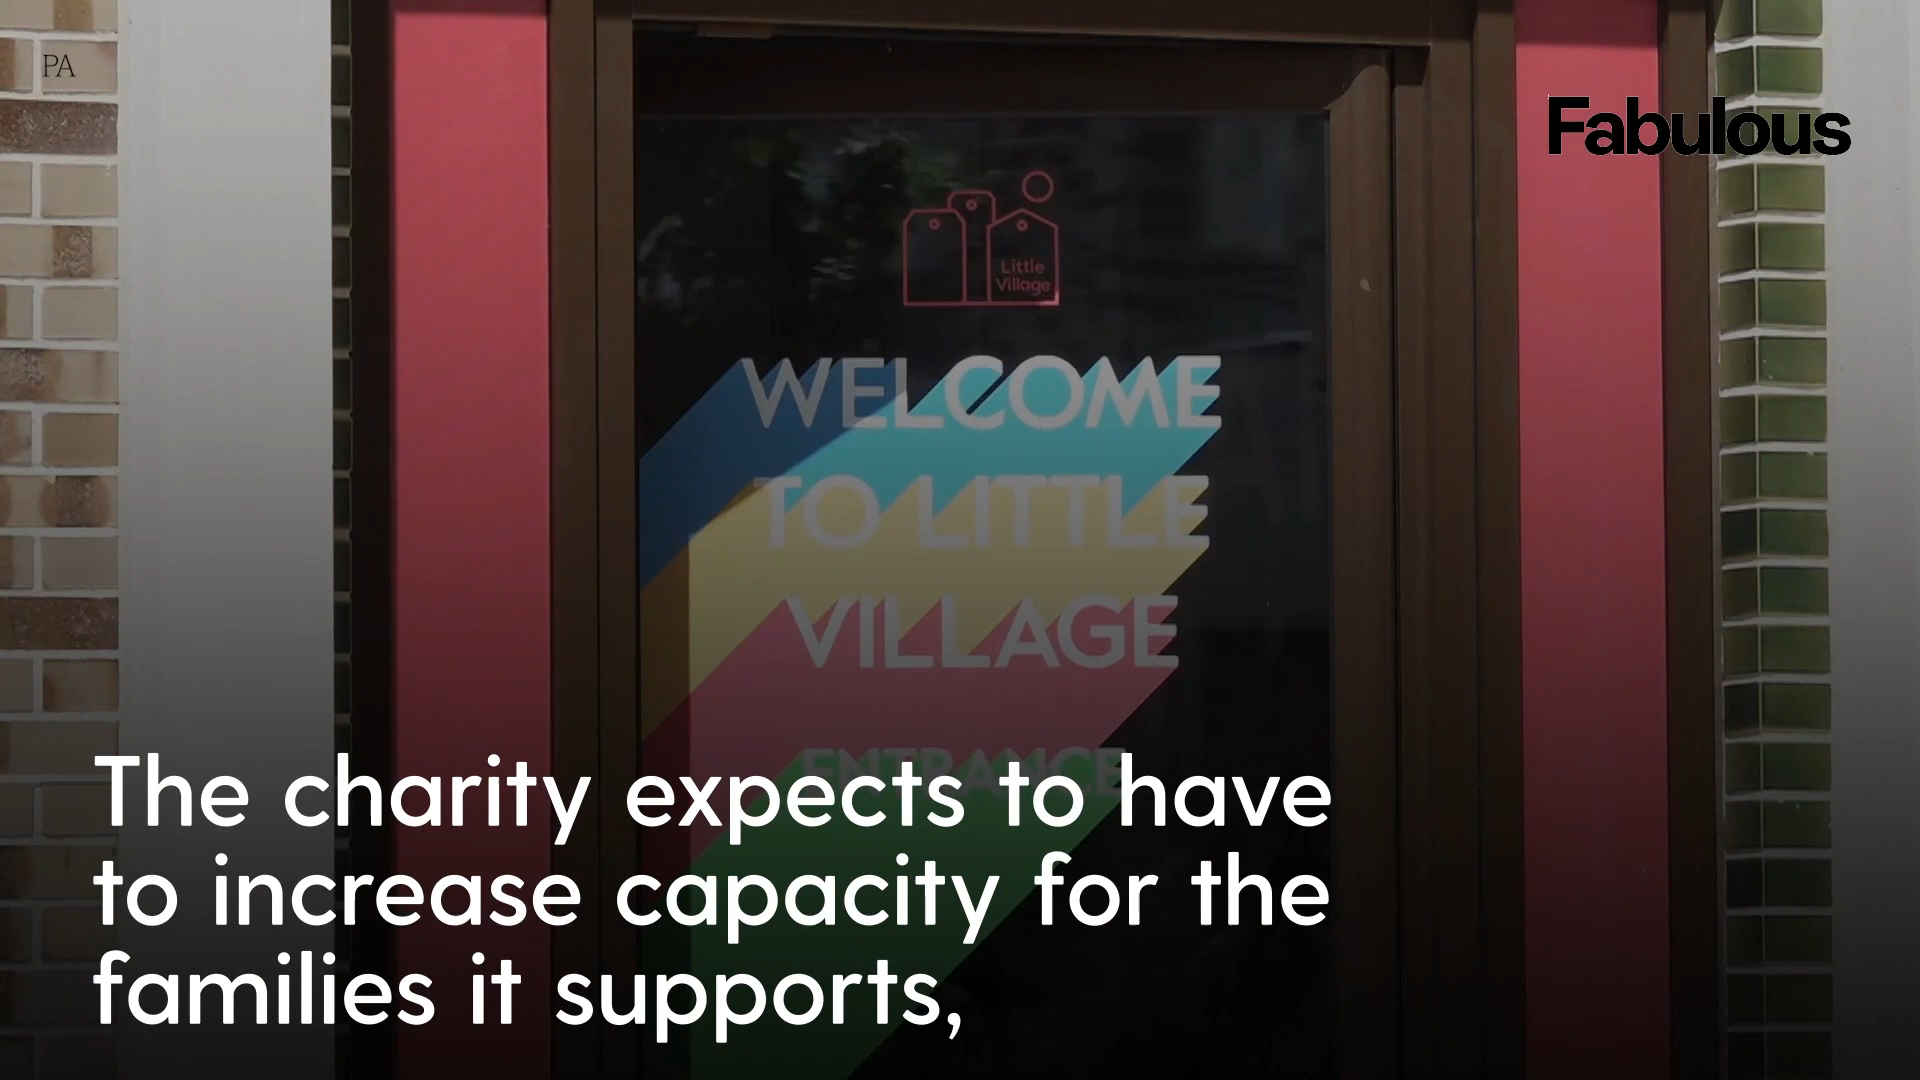 PA
Fabulous
Little
Village
WELCOME
TO LITTLE
VILLAGE
ENTRANCE
The charity expects to have
to increase capacity for the
families it supports,